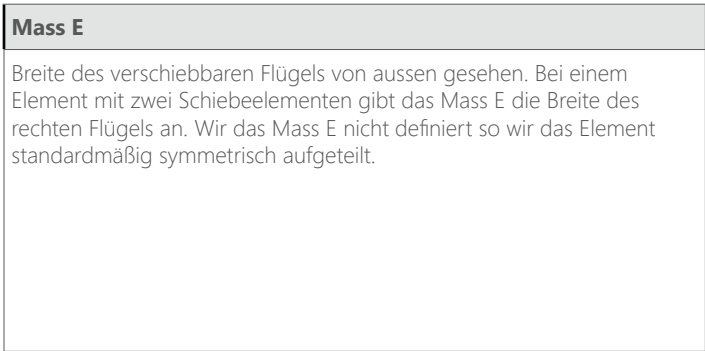 Mass E
Breite des verschiebbaren Flügels von aussen gesehen. Bei einem
Element mit zwei Schiebeelementen gibt das Mass E die Breite des
rechten Flügels an. Wir das Mass E nicht definiert so wir das Element
standardmäßig symmetrisch aufgeteilt.